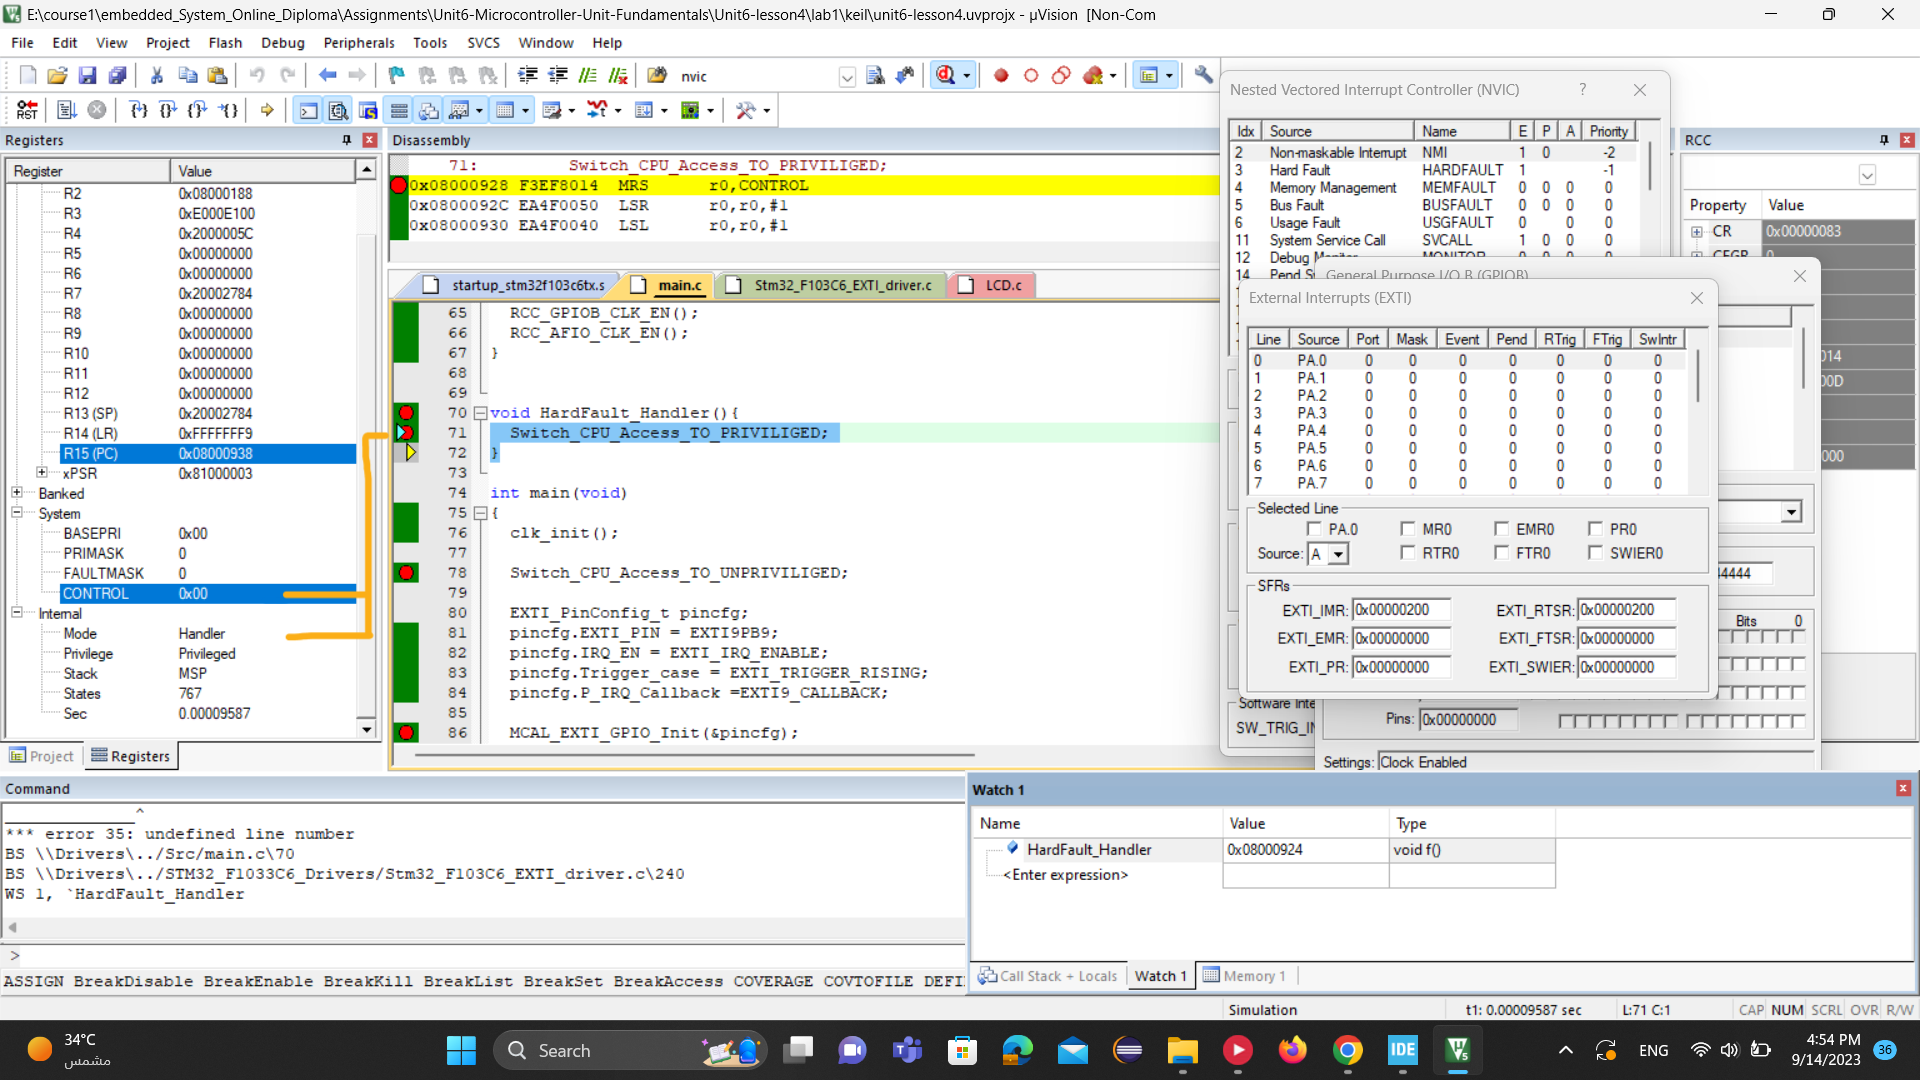 E:\course1\embedded_System_Online_Diploma\Assignments\Unit6-Microcontroller-Unit-Fundamentals\Unit6-lesson4\lab1\keil\unit6-lesson4.uvprojx - µVision [Non-Com
File Edit View Project Flash Debug Peripherals Tools SVCS Window Help
nvic
RST
Registers
Register Value
R2 0x08000188
R3 0xE000E100
R4 0x2000005C
R5 0x00000000
R6 0x00000000
R7 0x20002784
R8 0x00000000
R9 0x00000000
R10 0x00000000
R11 0x00000000
R12 0x00000000
R13 (SP) 0x20002784
R14 (LR) 0xFFFFFFF9
R15 (PC) 0x08000938
xPSR 0x81000003
Banked
System
BASEPRI 0x00
PRIMASK 0
FAULTMASK 0
CONTROL 0x00
Internal
Mode Handler
Privilege Privileged
Stack MSP
States 767
Sec 0.00009587
Project Registers
Disassembly
71: Switch_CPU_Access_TO_PRIVILIGED;
0x08000928 F3EF8014 MRS r0,CONTROL
0x0800092C EA4F0050 LSR r0,r0,#1
0x08000930 EA4F0040 LSL r0,r0,#1
startup_stm32f103c6tx.s main.c Stm32_F103C6_EXTI_driver.c LCD.c
65 RCC_GPIOB_CLK_EN();
66 RCC_AFIO_CLK_EN();
67 }
68
69
70 void HardFault_Handler(){
71 Switch_CPU_Access_TO_PRIVILIGED;
72 }
73
74 int main(void)
75 {
76 clk_init();
77
78 Switch_CPU_Access_TO_UNPRIVILIGED;
79
80 EXTI_PinConfig_t pincfg;
81 pincfg.EXTI_PIN = EXTI9PB9;
82 pincfg.IRQ_EN = EXTI_IRQ_ENABLE;
83 pincfg.Trigger_case = EXTI_TRIGGER_RISING;
84 pincfg.P_IRQ_Callback =EXTI9_CALLBACK;
85
86 MCAL_EXTI_GPIO_Init(&pincfg);
Nested Vectored Interrupt Controller (NVIC) ?
Idx Source Name E P A Priority
2 Non-maskable Interrupt NMI 1 0 -2
3 Hard Fault HARDFAULT 1 -1
4 Memory Management MEMFAULT 0 0 0 0
5 Bus Fault BUSFAULT 0 0 0 0
6 Usage Fault USGFAULT 0 0 0
11 System Service Call SVCALL 1 0 0 0
12 Debug Monitor MONITOR 0 0 0 0
14 Pend S
Software Inte
SW_TRIG_IN
General Purpose I/O B (GPIOB)
Bits 0
Pins: 0x00000000
Settings: Clock Enabled
External Interrupts (EXTI)
Line Source Port Mask Event Pend RTrig FTrig SwIntr
0 PA.0 0 0 0 0 0 0 0
1 PA.1 0 0 0 0 0 0 0
2 PA.2 0 0 0 0 0 0 0
3 PA.3 0 0 0 0 0 0 0
4 PA.4 0 0 0 0 0 0 0
5 PA.5 0 0 0 0 0 0 0
6 PA.6 0 0 0 0 0 0 0
7 PA.7 0 0 0 0 0 0 0
Selected Line
PA.0 MR0 EMR0 PR0
Source: A RTR0 FTR0 SWIER0
SFRs
EXTI_IMR: 0x00000200 EXTI_RTSR: 0x00000200
EXTI_EMR: 0x00000000 EXTI_FTSR: 0x00000000
EXTI_PR: 0x00000000 EXTI_SWIER: 0x00000000
RCC
Property Value
CR 0x00000083
CFGR 0
014
00D
000
44444
Command
^
*** error 35: undefined line number
BS \\Drivers\../Src/main.c\70
BS \\Drivers\../STM32_F1033C6_Drivers/Stm32_F103C6_EXTI_driver.c\240
WS 1, `HardFault_Handler
>
ASSIGN BreakDisable BreakEnable BreakKill BreakList BreakSet BreakAccess COVERAGE COVTOFILE DEFI
Watch 1
Name Value Type
HardFault_Handler 0x08000924 void f()
<Enter expression>
Call Stack + Locals Watch 1 Memory 1
Simulation t1: 0.00009587 sec L:71 C:1 CAP NUM SCRL OVR R/W
34°C
مشمس
Search
IDE
ENG
4:54 PM
9/14/2023
36